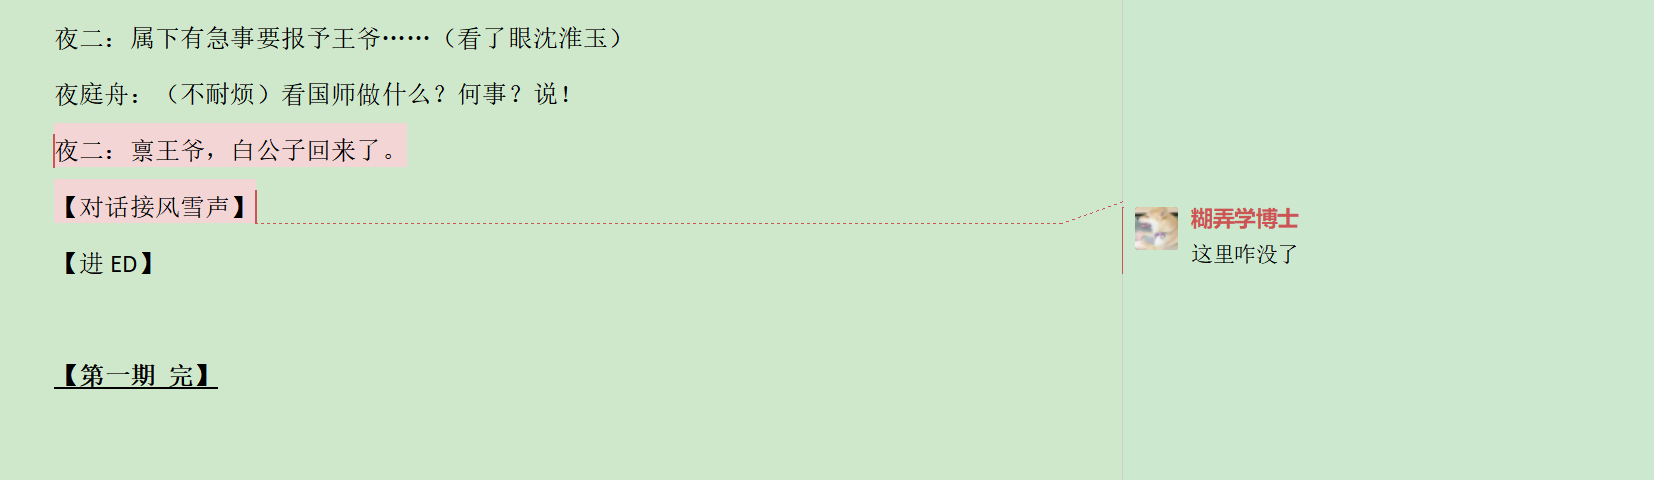 夜二：属下有急事要报予王爷……（看了眼沈淮玉）
夜庭舟：（不耐烦）看国师做什么？何事？说！
夜二：禀王爷，白公子回来了。
【对话接风雪声】
糊弄学博士
这里咋没了
【进 ED】
【第一期 完】